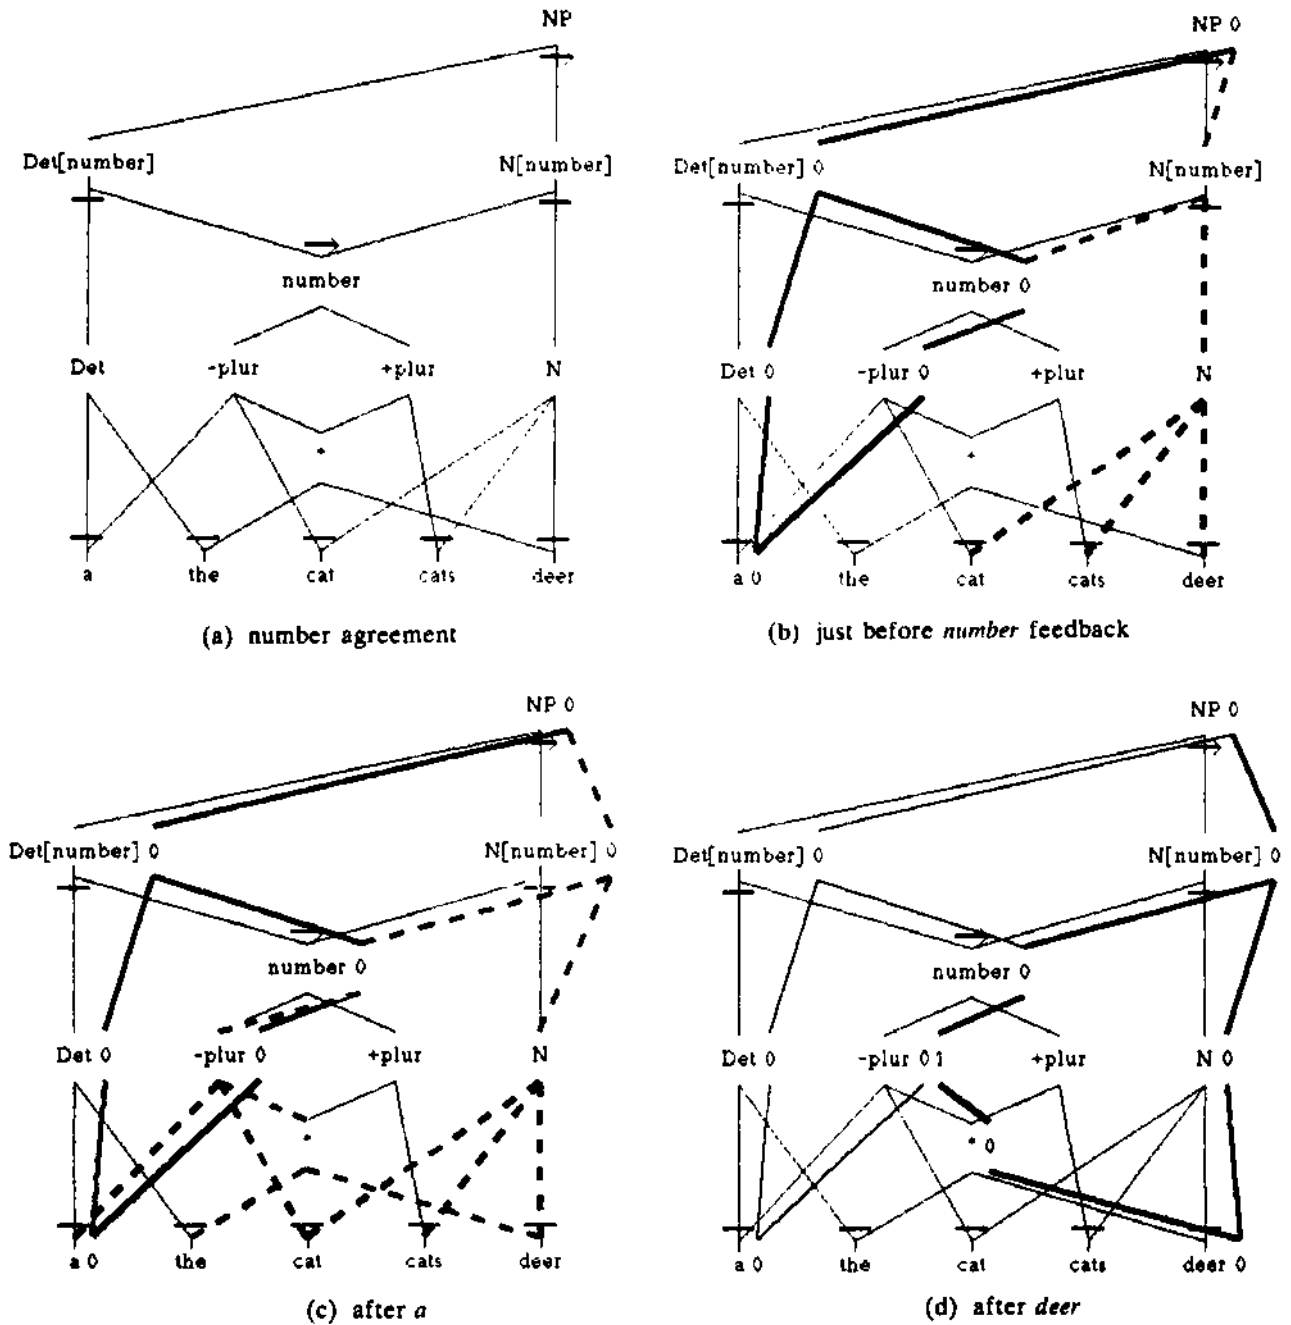 NP
Det[number] N[number]
number
Det -plur +plur N
*
a the cat cats deer
(a) number agreement
NP 0
Det[number] 0 N[number]
number 0
Det 0 -plur 0 +plur N
*
a 0 the cat cats deer
(b) just before number feedback
NP 0
Det[number] 0 N[number] 0
number 0
Det 0 -plur 0 +plur N
*
a 0 the cat cats deer
(c) after a
NP 0
Det[number] 0 N[number] 0
number 0
Det 0 -plur 0 1 +plur N 0
* 0
a 0 the cat cats deer 0
(d) after deer